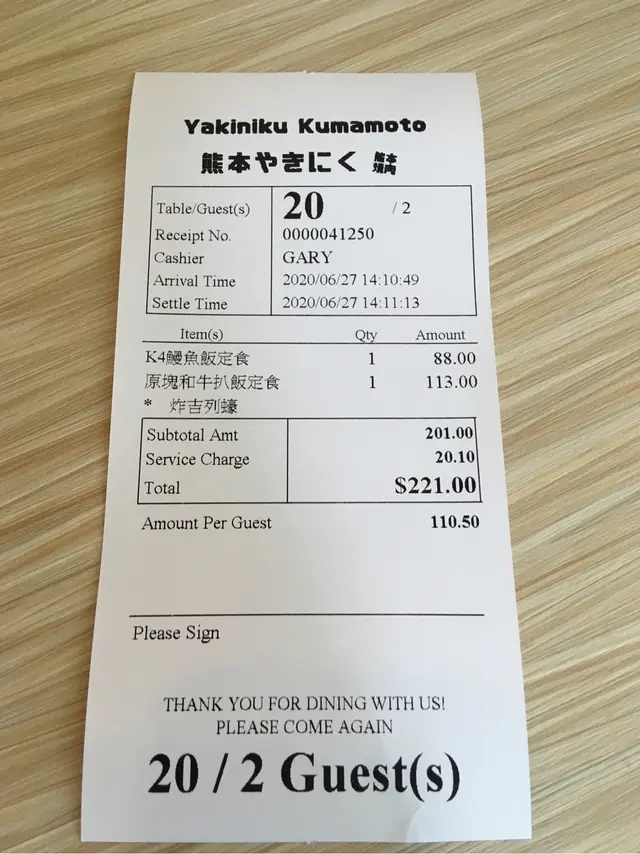 Yakiniku Kumamoto
熊本やきにく 熊本焼肉
Table/Guest(s) 20 / 2
Receipt No. 0000041250
Cashier GARY
Arrival Time 2020/06/27 14:10:49
Settle Time 2020/06/27 14:11:13
Item(s) Qty Amount
K4鰻魚飯定食 1 88.00
原塊和牛扒飯定食 1 113.00
* 炸吉列蠔
Subtotal Amt 201.00
Service Charge 20.10
Total $221.00
Amount Per Guest 110.50
Please Sign
THANK YOU FOR DINING WITH US!
PLEASE COME AGAIN
20 / 2 Guest(s)